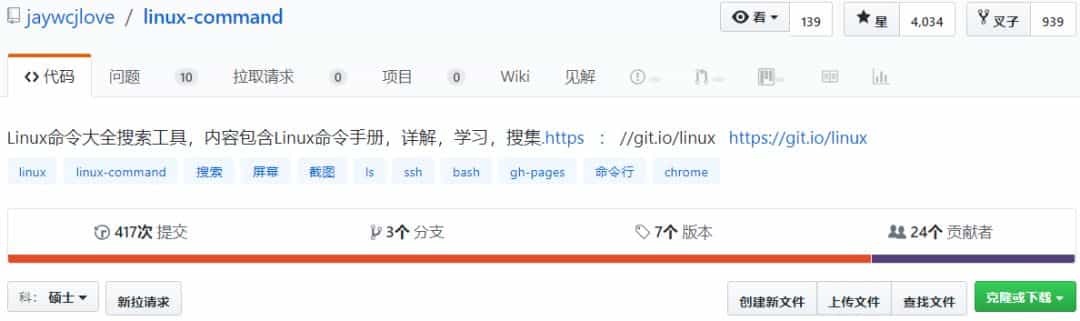 jaywcjlove / linux-command 看 139 星 4,034 叉子 939
代码 问题 10 拉取请求 0 项目 0 Wiki 见解
Linux命令大全搜索工具，内容包含Linux命令手册，详解，学习，搜集.https ： //git.io/linux https://git.io/linux
linux linux-command 搜索 屏幕 截图 ls ssh bash gh-pages 命令行 chrome
417次 提交 3个 分支 7个 版本 24个 贡献者
科： 硕士 新拉请求 创建新文件 上传文件 查找文件 克隆或下载